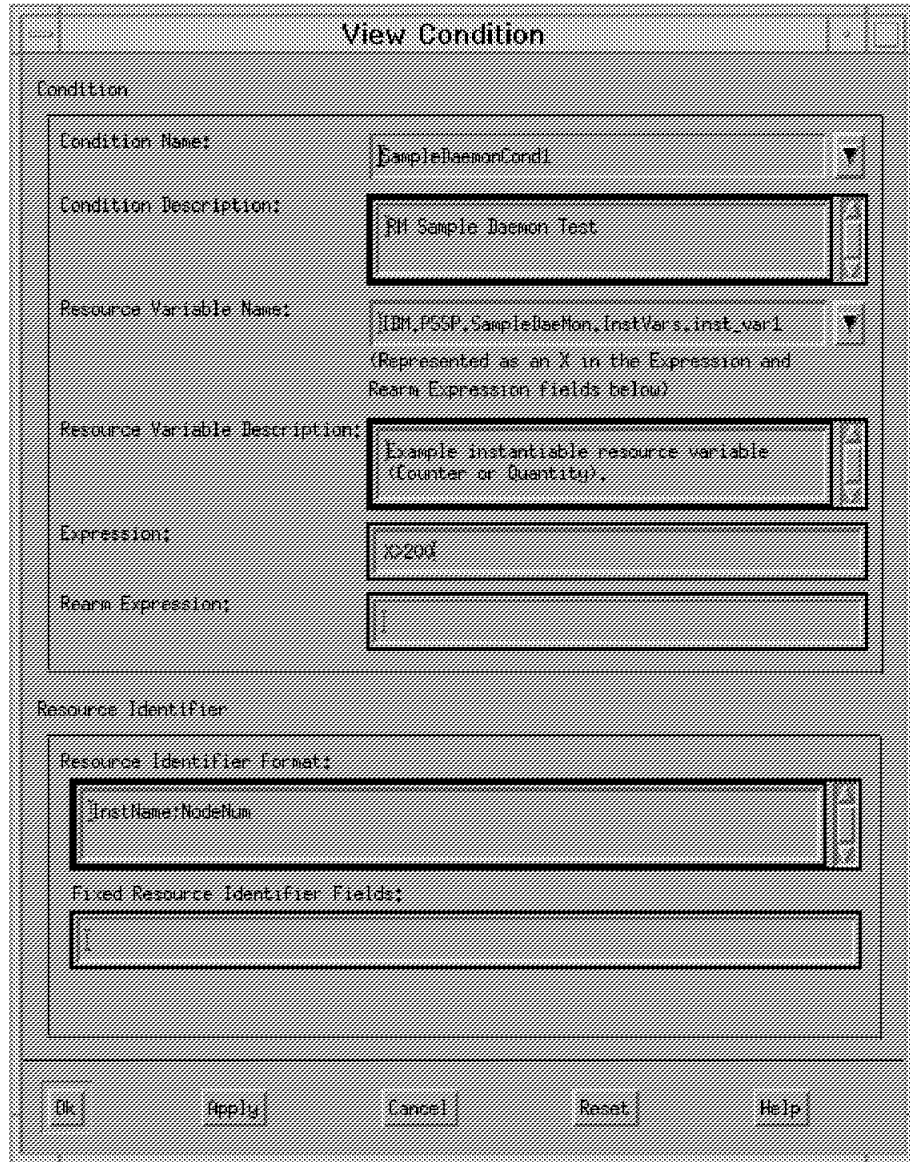 View Condition
Condition
Condition Name:
SampleDaemonCond1
Condition Description:
RM Sample Daemon Test
Resource Variable Name:
IBM.PSSP.SampleDaeMon.InstVars.inst_var1
(Represented as an X in the Expression and
Rearm Expression fields below)
Resource Variable Description:
Example instantiable resource variable
(Counter or Quantity).
Expression:
X>200
Rearm Expression:
Resource Identifier
Resource Identifier Format:
InstName;NodeNum
Fixed Resource Identifier Fields:
Ok Apply Cancel Reset Help